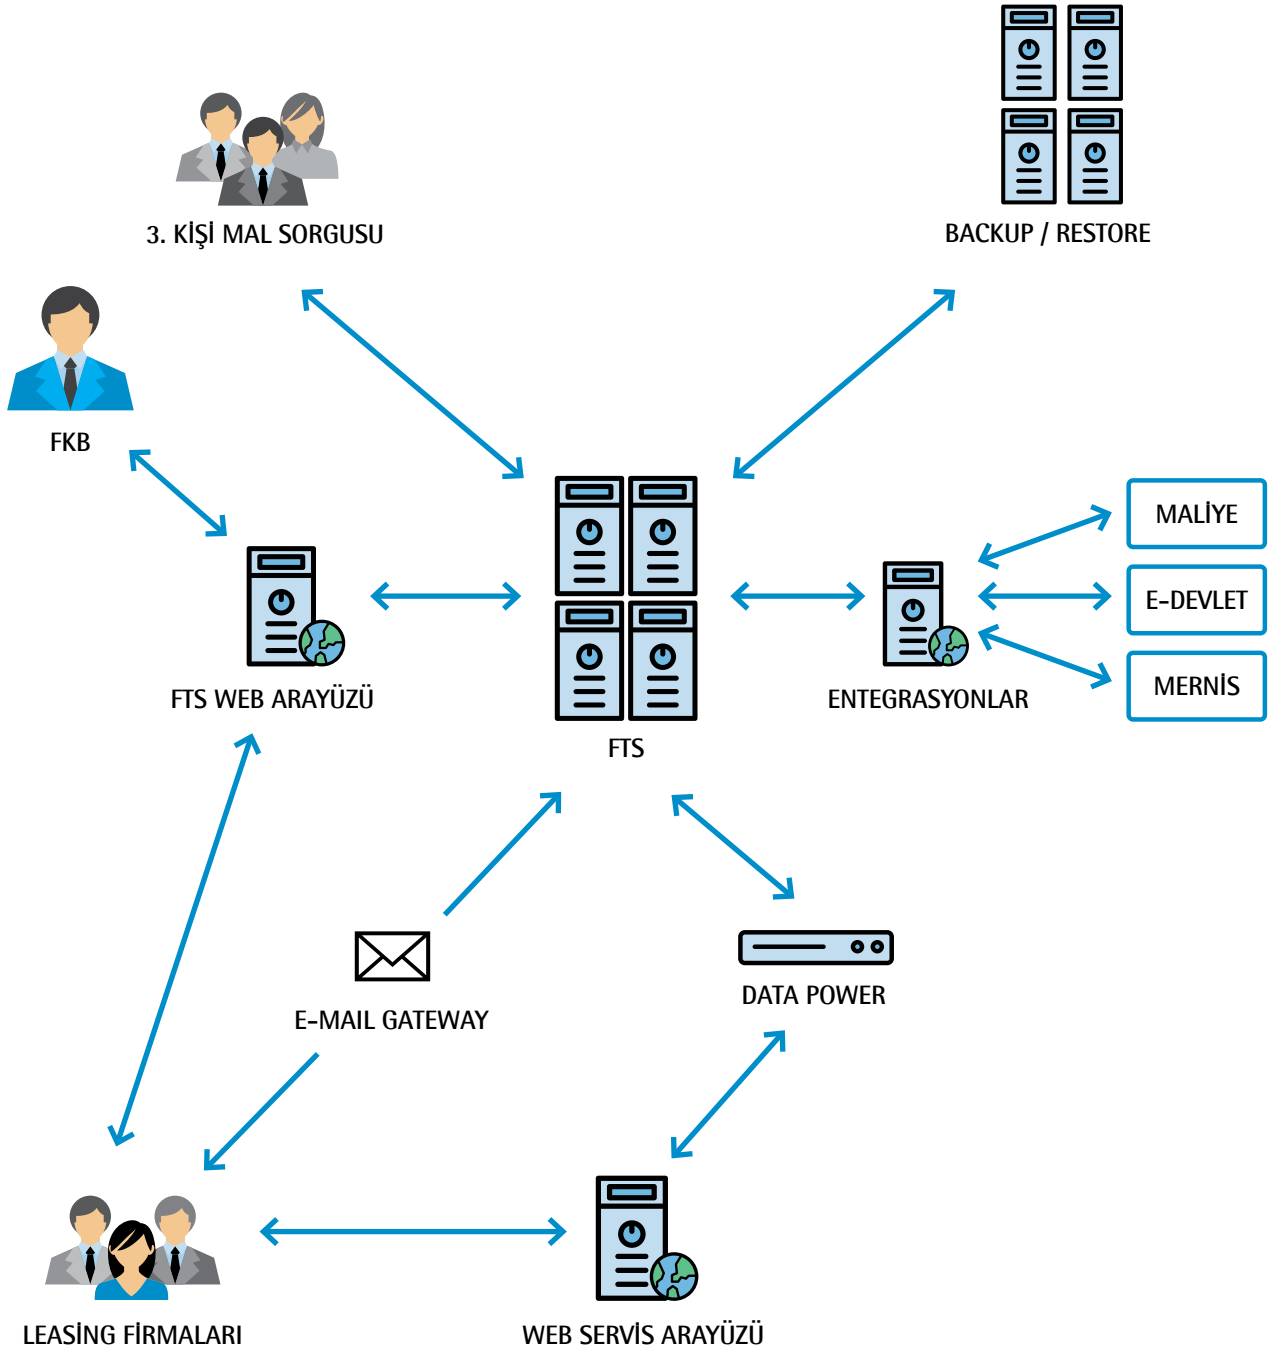 3. KİŞİ MAL SORGUSU
BACKUP / RESTORE
FKB
MALİYE
E-DEVLET
MERNİS
FTS WEB ARAYÜZÜ
ENTEGRASYONLAR
FTS
E-MAIL GATEWAY
DATA POWER
LEASİNG FİRMALARI
WEB SERVİS ARAYÜZÜ